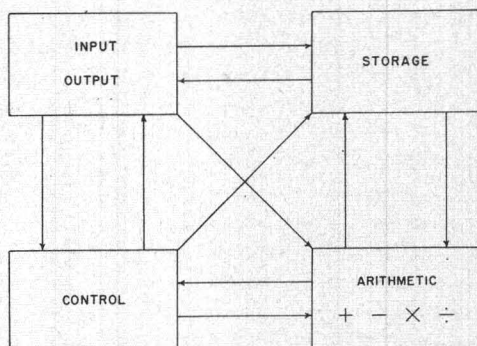 INPUT
OUTPUT
STORAGE
CONTROL
ARITHMETIC
+ − × ÷